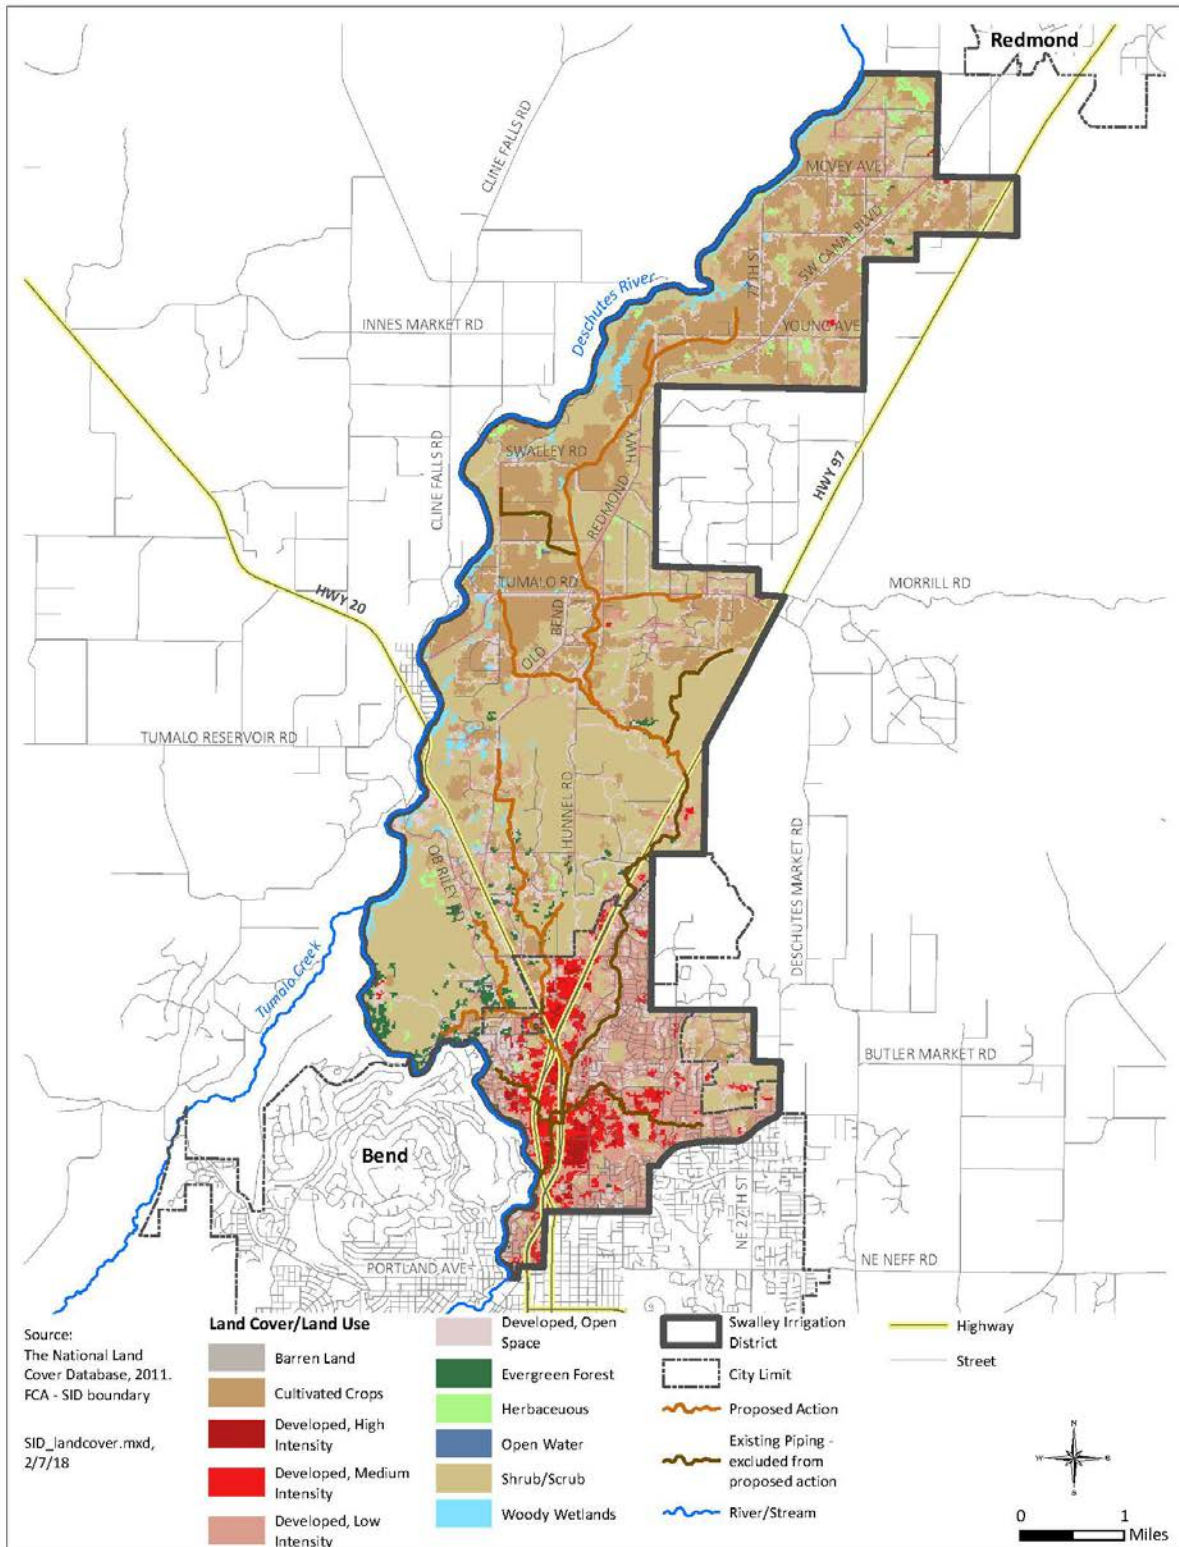 Redmond
CLINE FALLS RD
MCVEY AVE
SW CANAL BLVD
77TH ST
Deschutes River
INNES MARKET RD
YOUNG AVE
SWALLEY RD
CLINE FALLS RD
HWY 97
OLD BEND REDMOND HWY
TUMALO RD
MORRILL RD
HWY 20
TUMALO RESERVOIR RD
HUNNEL RD
OB RILEY RD
DESCHUTES MARKET RD
Tumalo Creek
BUTLER MARKET RD
Bend
NE 27TH ST
PORTLAND AVE
NE NEFF RD
Source:
The National Land
Cover Database, 2011.
FCA - SID boundary
SID_landcover.mxd,
2/7/18
Land Cover/Land Use
Barren Land
Cultivated Crops
Developed, High
Intensity
Developed, Medium
Intensity
Developed, Low
Intensity
Developed, Open
Space
Evergreen Forest
Herbaceuous
Open Water
Shrub/Scrub
Woody Wetlands
Swalley Irrigation
District
City Limit
Proposed Action
Existing Piping -
excluded from
proposed action
River/Stream
Highway
Street
N
W E
S
0 1
Miles